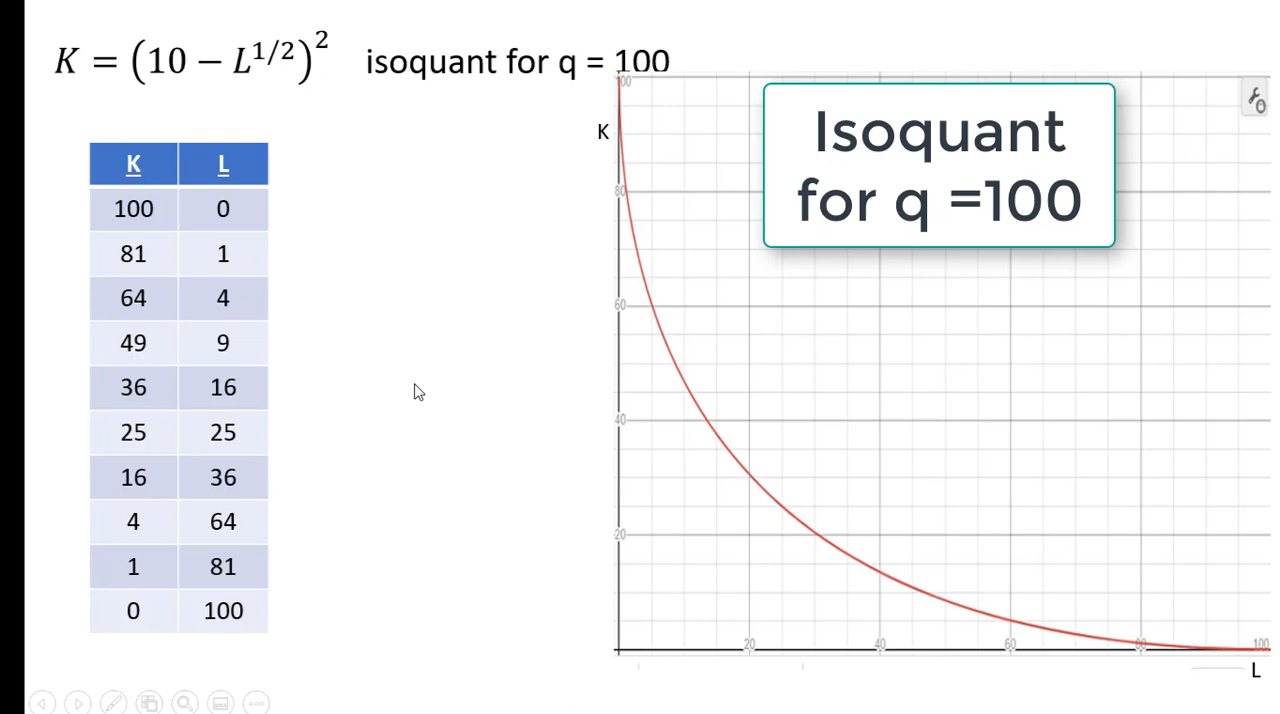 K = (10 − L^{1/2})^2 isoquant for q = 100
K L
100 0
81 1
64 4
49 9
36 16
25 25
16 36
4 64
1 81
0 100
Isoquant
for q =100
K
100
80
60
40
20
20 40 60 80 100
L